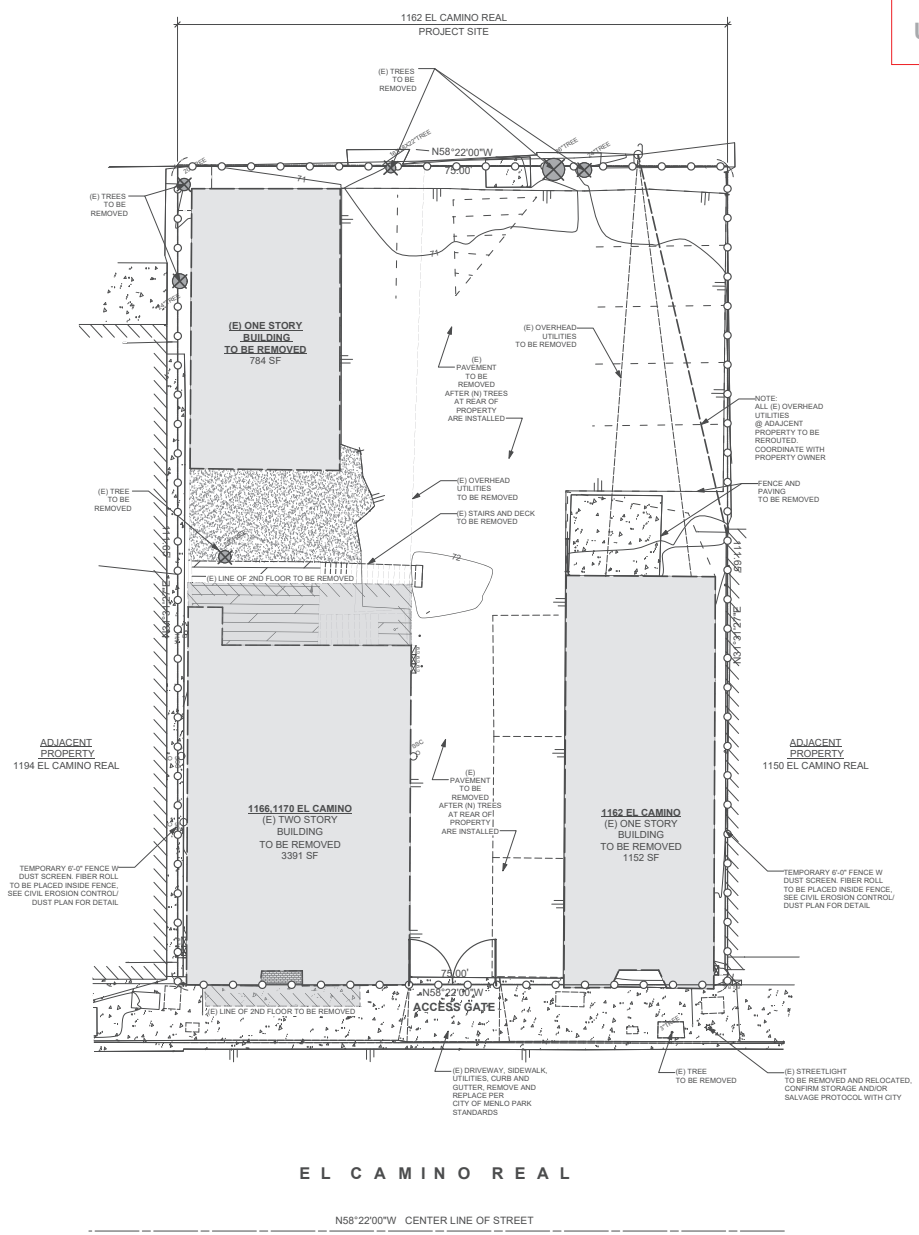 1162 EL CAMINO REAL
PROJECT SITE
(E) TREES
TO BE
REMOVED
N58°22'00"W
75.00'
71
(E) TREES
TO BE
REMOVED
71
(E) ONE STORY
BUILDING
TO BE REMOVED
784 SF
(E) OVERHEAD
UTILITIES
TO BE REMOVED
(E)
PAVEMENT
TO BE
REMOVED
AFTER (N) TREES
AT REAR OF
PROPERTY
ARE INSTALLED
NOTE:
ALL (E) OVERHEAD
UTILITIES
@ ADAJCENT
PROPERTY TO BE
REROUTED.
COORDINATE WITH
PROPERTY OWNER
(E) TREE
TO BE
REMOVED
(E) OVERHEAD
UTILITIES
TO BE REMOVED
FENCE AND
PAVING
TO BE REMOVED
(E) STAIRS AND DECK
TO BE REMOVED
72
(E) LINE OF 2ND FLOOR TO BE REMOVED
N31°31'27"E
ADJACENT
PROPERTY
1194 EL CAMINO REAL
ADJACENT
PROPERTY
1150 EL CAMINO REAL
SSC
(E)
PAVEMENT
TO BE
REMOVED
AFTER (N) TREES
AT REAR OF
PROPERTY
ARE INSTALLED
1166,1170 EL CAMINO
(E) TWO STORY
BUILDING
TO BE REMOVED
3391 SF
1162 EL CAMINO
(E) ONE STORY
BUILDING
TO BE REMOVED
1152 SF
TEMPORARY 6'-0" FENCE W
DUST SCREEN. FIBER ROLL
TO BE PLACED INSIDE FENCE,
SEE CIVIL EROSION CONTROL/
DUST PLAN FOR DETAIL
TEMPORARY 6'-0" FENCE W
DUST SCREEN. FIBER ROLL
TO BE PLACED INSIDE FENCE,
SEE CIVIL EROSION CONTROL/
DUST PLAN FOR DETAIL
75.00'
N58°22'00"W
ACCESS GATE
(E) LINE OF 2ND FLOOR TO BE REMOVED
(E) DRIVEWAY, SIDEWALK,
UTILITIES, CURB AND
GUTTER, REMOVE AND
REPLACE PER
CITY OF MENLO PARK
STANDARDS
(E) TREE
TO BE REMOVED
(E) STREETLIGHT
TO BE REMOVED AND RELOCATED,
CONFIRM STORAGE AND/OR
SALVAGE PROTOCOL WITH CITY
EL CAMINO REAL
N58°22'00"W CENTER LINE OF STREET